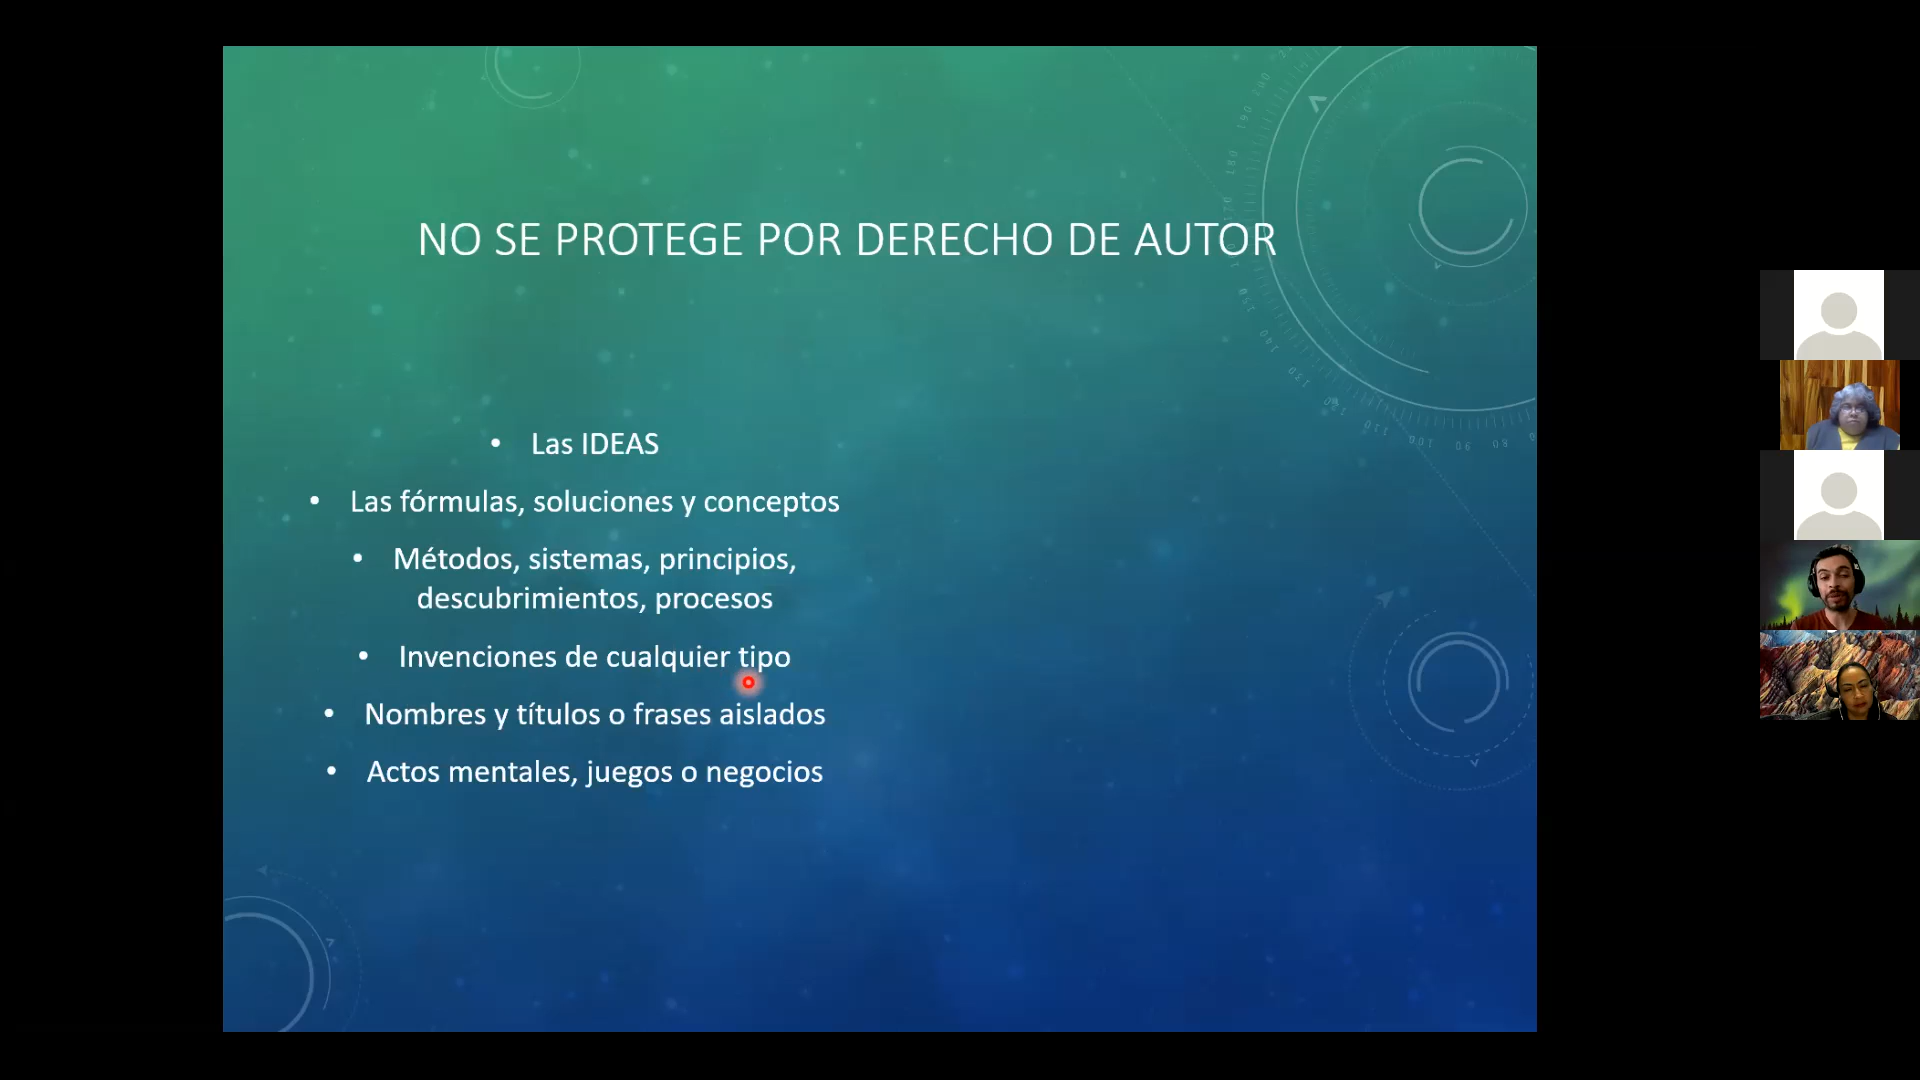 NO SE PROTEGE POR DERECHO DE AUTOR
• Las IDEAS
• Las fórmulas, soluciones y conceptos
• Métodos, sistemas, principios,
descubrimientos, procesos
• Invenciones de cualquier tipo
• Nombres y títulos o frases aislados
• Actos mentales, juegos o negocios